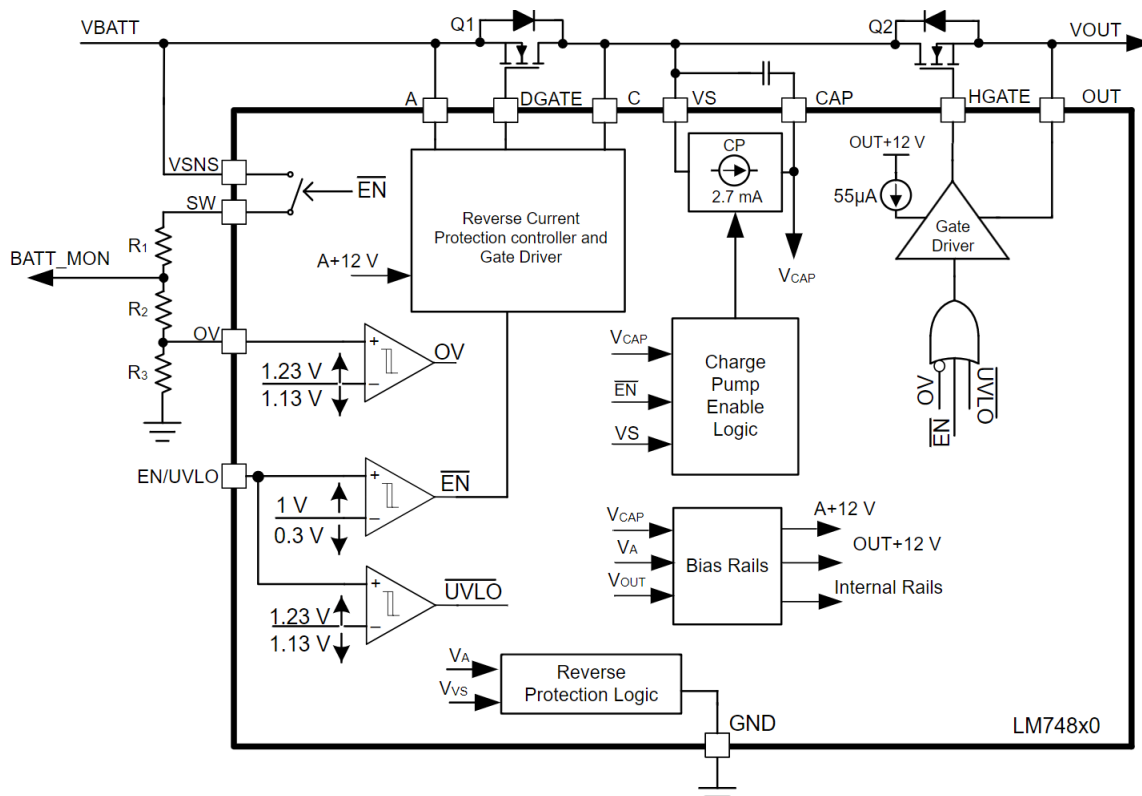 VBATT
Q1
Q2
VOUT
A
DGATE
C
VS
CAP
HGATE
OUT
VSNS
SW
EN
R1
BATT_MON
R2
OV
R3
Reverse Current
Protection controller and
Gate Driver
A+12 V
CP
2.7 mA
VCAP
OUT+12 V
55µA
Gate
Driver
OV
EN
UVLO
1.23 V
1.13 V
OV
VCAP
EN
VS
Charge
Pump
Enable
Logic
EN/UVLO
1 V
0.3 V
EN
1.23 V
1.13 V
UVLO
VCAP
VA
VOUT
Bias Rails
A+12 V
OUT+12 V
Internal Rails
VA
VVS
Reverse
Protection Logic
GND
LM748x0